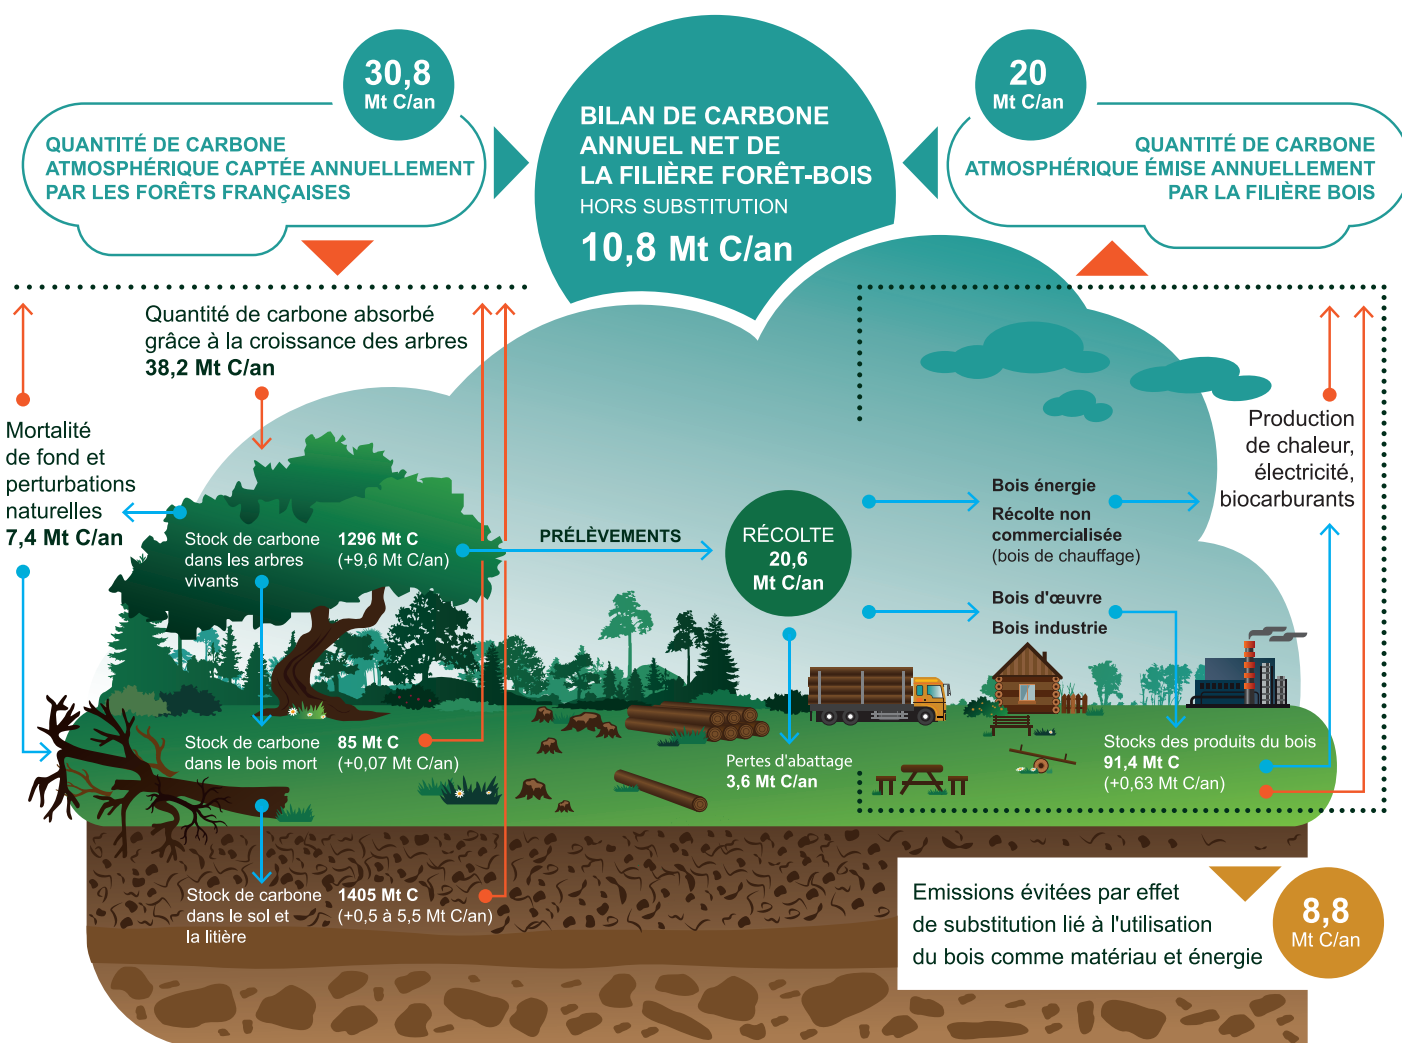 30,8
Mt C/an
QUANTITÉ DE CARBONE
ATMOSPHÉRIQUE CAPTÉE ANNUELLEMENT
PAR LES FORÊTS FRANÇAISES
BILAN DE CARBONE
ANNUEL NET DE
LA FILIÈRE FORÊT-BOIS
HORS SUBSTITUTION
10,8 Mt C/an
20
Mt C/an
QUANTITÉ DE CARBONE
ATMOSPHÉRIQUE ÉMISE ANNUELLEMENT
PAR LA FILIÈRE BOIS
Quantité de carbone absorbé
grâce à la croissance des arbres
38,2 Mt C/an
Mortalité
de fond et
perturbations
naturelles
7,4 Mt C/an
Stock de carbone
dans les arbres
vivants
1296 Mt C
(+9,6 Mt C/an)
PRÉLÈVEMENTS
RÉCOLTE
20,6
Mt C/an
Bois énergie
Récolte non
commercialisée
(bois de chauffage)
Bois d'œuvre
Bois industrie
Production
de chaleur,
électricité,
biocarburants
Stock de carbone
dans le bois mort
85 Mt C
(+0,07 Mt C/an)
Pertes d'abattage
3,6 Mt C/an
Stocks des produits du bois
91,4 Mt C
(+0,63 Mt C/an)
Stock de carbone
dans le sol et
la litière
1405 Mt C
(+0,5 à 5,5 Mt C/an)
Emissions évitées par effet
de substitution lié à l'utilisation
du bois comme matériau et énergie
8,8
Mt C/an